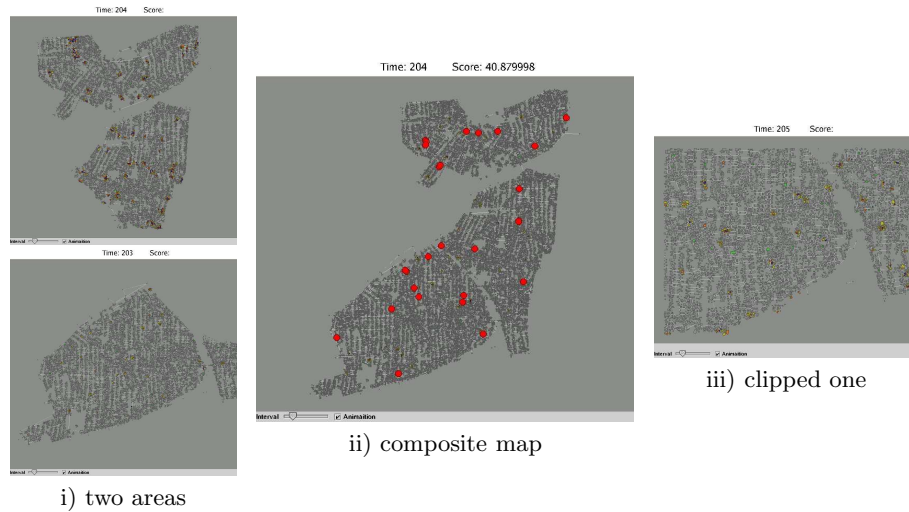 Time: 204 Score:
Interval Animation
Time: 203 Score:
Interval Animation
i) two areas
Time: 204 Score: 40.879998
Interval Animaition
ii) composite map
Time: 205 Score:
Interval Animation
iii) clipped one